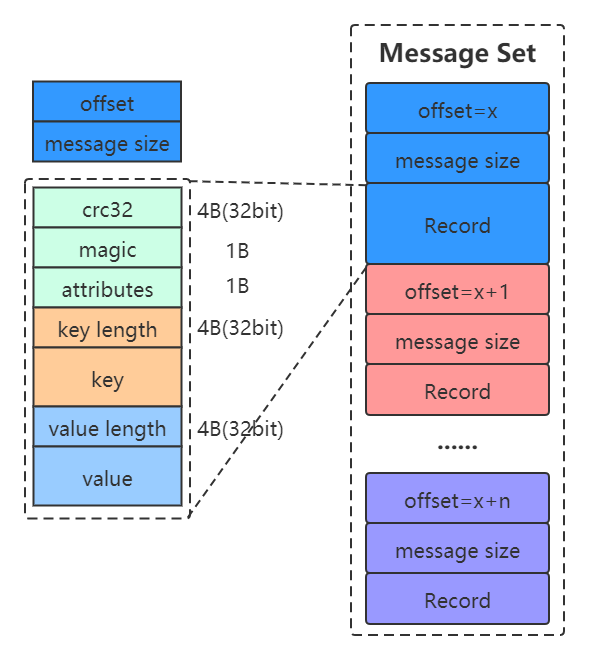 offset
message size
crc32
4B(32bit)
magic
1B
attributes
1B
key length
4B(32bit)
key
value length
4B(32bit)
value
Message Set
offset=x
message size
Record
offset=x+1
message size
Record
......
offset=x+n
message size
Record